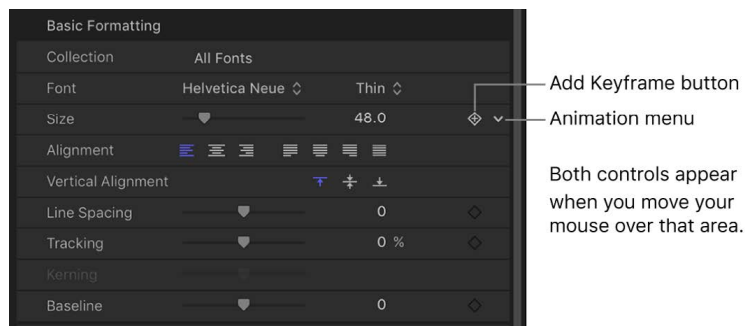 Basic Formatting
Collection All Fonts
Font Helvetica Neue Thin
Add Keyframe button
Size 48.0
Animation menu
Alignment
Vertical Alignment
Both controls appear
when you move your
mouse over that area.
Line Spacing 0
Tracking 0 %
Kerning
Baseline 0